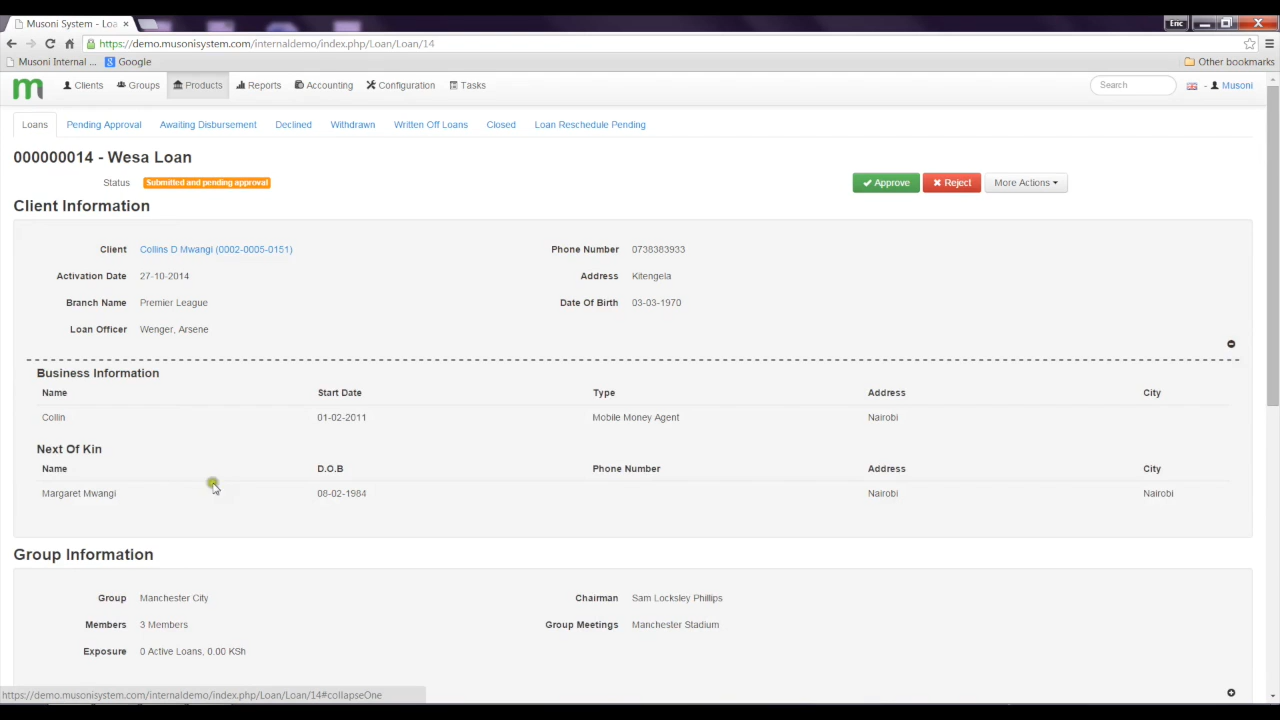 Musoni System - Loa ×
Enc
https://demo.musonisystem.com/internaldemo/index.php/Loan/Loan/14
Musoni Internal ... Google Other bookmarks
m Clients Groups Products Reports Accounting Configuration Tasks Search - Musoni
Loans Pending Approval Awaiting Disbursement Declined Withdrawn Written Off Loans Closed Loan Reschedule Pending
000000014 - Wesa Loan
Status Submitted and pending approval Approve Reject More Actions
Client Information
Client Collins D Mwangi (0002-0005-0151) Phone Number 0738383933
Activation Date 27-10-2014 Address Kitengela
Branch Name Premier League Date Of Birth 03-03-1970
Loan Officer Wenger, Arsene
Business Information
Name Start Date Type Address City
Collin 01-02-2011 Mobile Money Agent Nairobi
Next Of Kin
Name D.O.B Phone Number Address City
Margaret Mwangi 08-02-1984 Nairobi Nairobi
Group Information
Group Manchester City Chairman Sam Locksley Phillips
Members 3 Members Group Meetings Manchester Stadium
Exposure 0 Active Loans, 0.00 KSh
https://demo.musonisystem.com/internaldemo/index.php/Loan/Loan/14#collapseOne